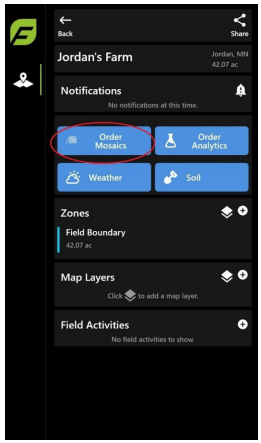 Back
Share
Jordan's Farm
Jordan, MN
42.07 ac
Notifications
No notifications at this time.
Order
Mosaics
Order
Analytics
Weather
Soil
Zones
Field Boundary
42.07 ac
Map Layers
Click to add a map layer.
Field Activities
No field activities to show.